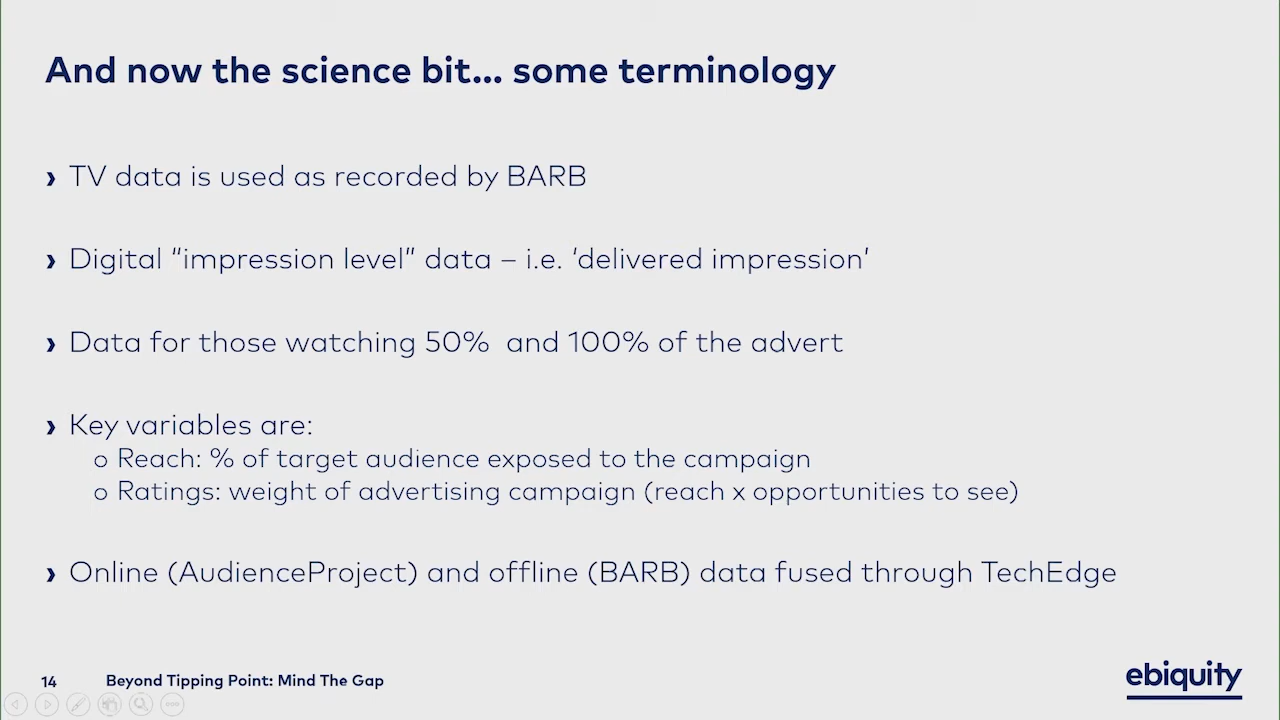 And now the science bit... some terminology
› TV data is used as recorded by BARB
› Digital “impression level” data – i.e. ‘delivered impression’
› Data for those watching 50%  and 100% of the advert
› Key variables are:
o Reach: % of target audience exposed to the campaign
o Ratings: weight of advertising campaign (reach x opportunities to see)
› Online (AudienceProject) and offline (BARB) data fused through TechEdge
14 Beyond Tipping Point: Mind The Gap
ebiquity